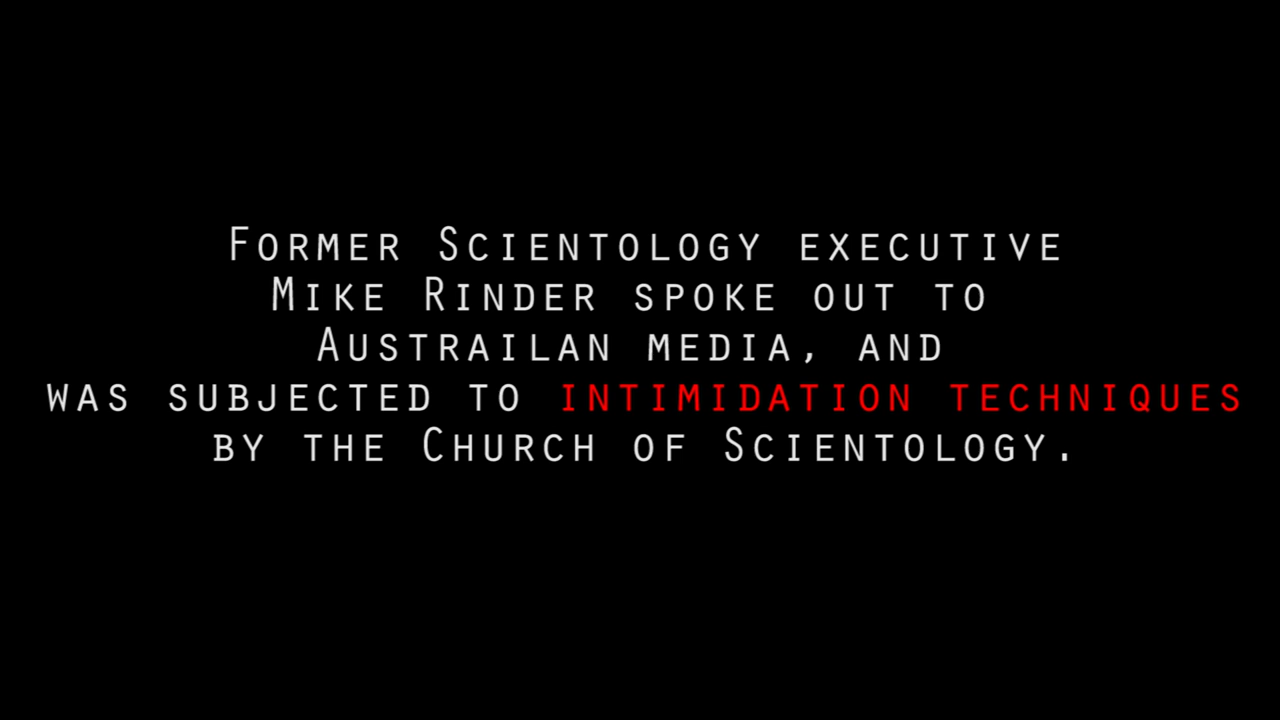 Former Scientology executive
Mike Rinder spoke out to
Austrailan media, and
was subjected to intimidation techniques
by the Church of Scientology.